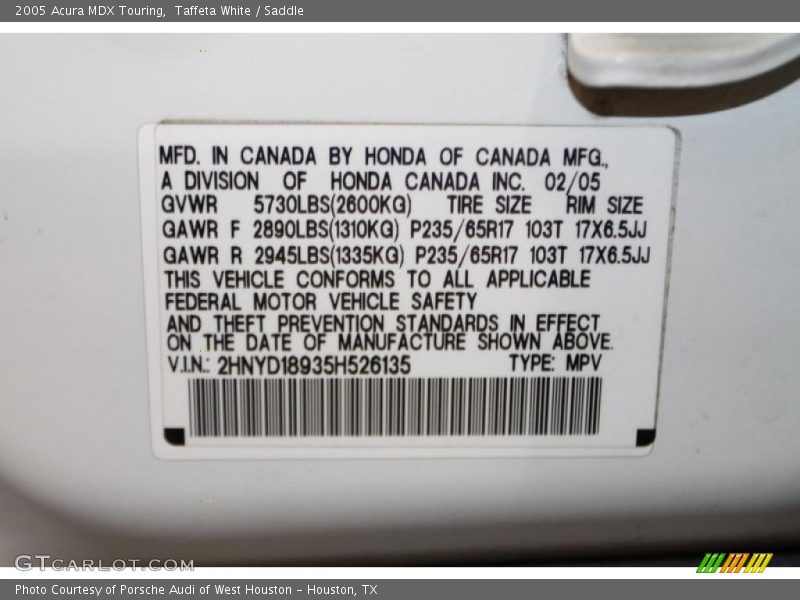 2005 Acura MDX Touring,  Taffeta White / Saddle
MFD. IN CANADA BY HONDA OF CANADA MFG.,
A DIVISION OF HONDA CANADA INC. 02/05
GVWR 5730LBS(2600KG) TIRE SIZE RIM SIZE
GAWR F 2890LBS(1310KG) P235/65R17 103T 17X6.5JJ
GAWR R 2945LBS(1335KG) P235/65R17 103T 17X6.5JJ
THIS VEHICLE CONFORMS TO ALL APPLICABLE
FEDERAL MOTOR VEHICLE SAFETY
AND THEFT PREVENTION STANDARDS IN EFFECT
ON THE DATE OF MANUFACTURE SHOWN ABOVE.
V.I.N.: 2HNYD18935H526135 TYPE: MPV
GTCARLOT.COM
Photo Courtesy of Porsche Audi of West Houston - Houston, TX